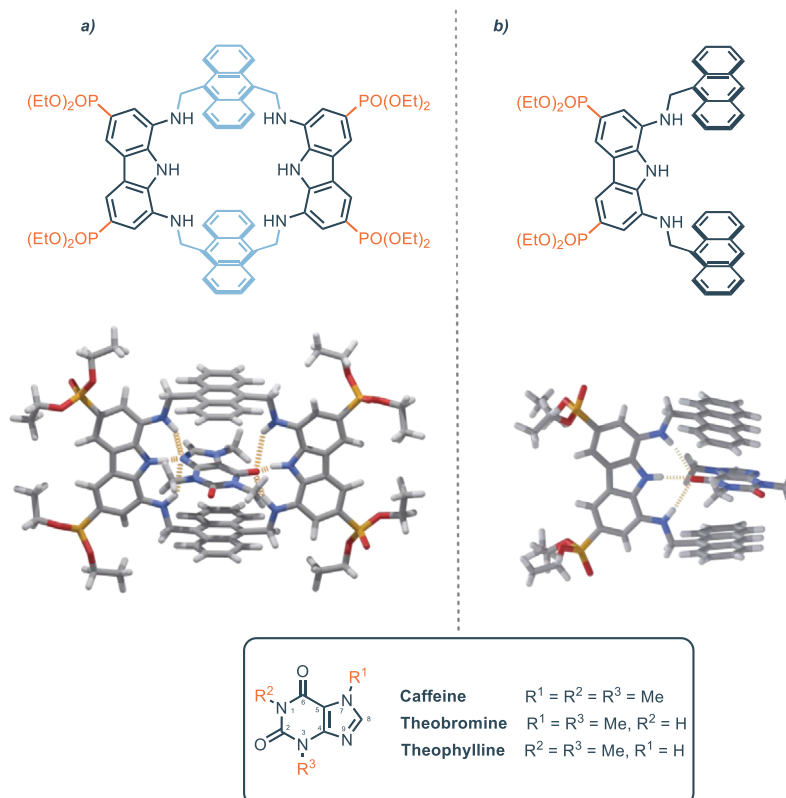 a)
b)
(EtO)₂OP
NH
HN
PO(OEt)₂
NH
HN
(EtO)₂OP
NH
HN
PO(OEt)₂
(EtO)₂OP
NH
NH
(EtO)₂OP
NH
O
R¹
R²
6
N
N
1
5
7
8
2
3
4
9
O
N
N
R³
Caffeine R¹ = R² = R³ = Me
Theobromine R¹ = R³ = Me, R² = H
Theophylline R² = R³ = Me, R¹ = H